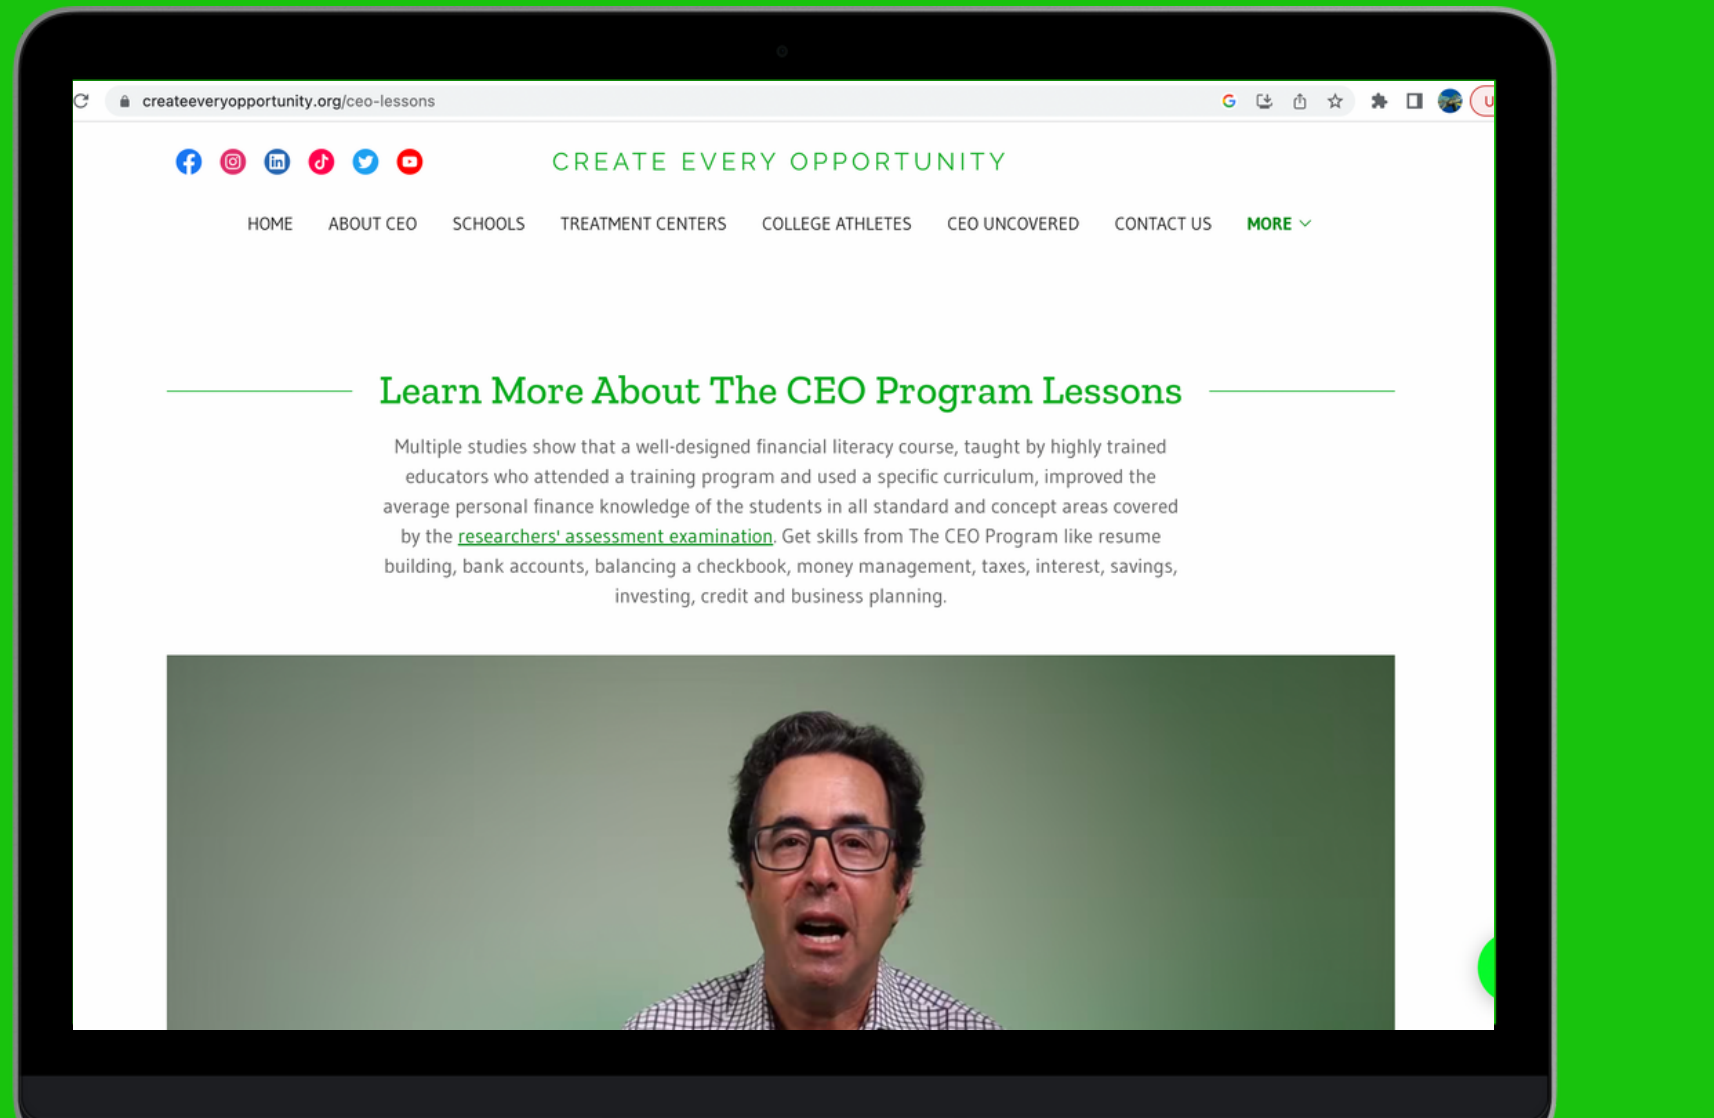 createeveryopportunity.org/ceo-lessons
CREATE EVERY OPPORTUNITY
HOME ABOUT CEO SCHOOLS TREATMENT CENTERS COLLEGE ATHLETES CEO UNCOVERED CONTACT US MORE
Learn More About The CEO Program Lessons
Multiple studies show that a well-designed financial literacy course, taught by highly trained
educators who attended a training program and used a specific curriculum, improved the
average personal finance knowledge of the students in all standard and concept areas covered
by the researchers' assessment examination. Get skills from The CEO Program like resume
building, bank accounts, balancing a checkbook, money management, taxes, interest, savings,
investing, credit and business planning.